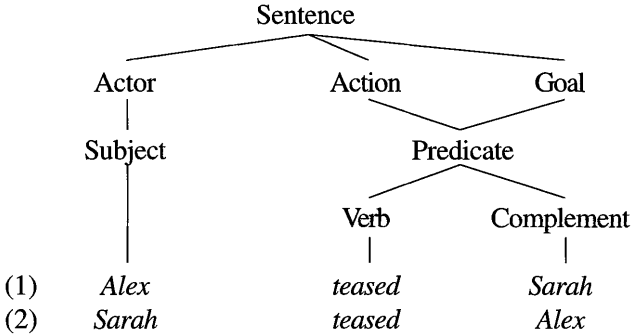 Sentence
Actor Action Goal
Subject Predicate
Verb Complement
(1) Alex teased Sarah
(2) Sarah teased Alex